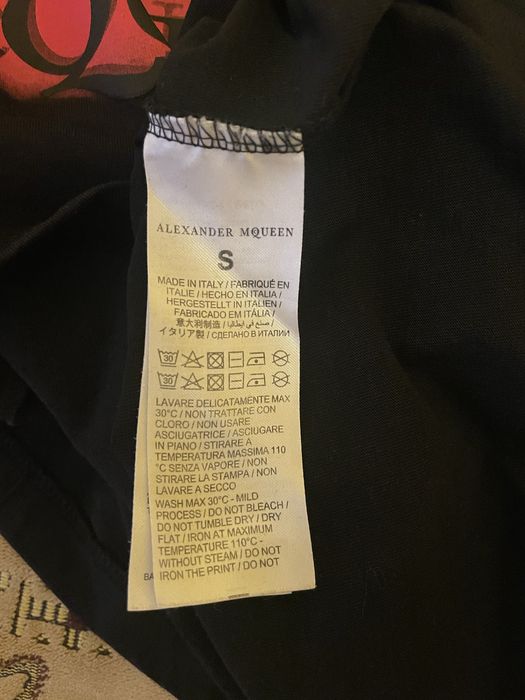 ALEXANDER MQUEEN
S
MADE IN ITALY / FABRIQUÉ EN
ITALIE / HECHO EN ITALIA /
HERGESTELLT IN ITALIEN /
FABRICADO EM ITÁLIA /
意大利制造 / صنع في ايطاليا /
イタリア製 / СДЕЛАНО В ИТАЛИИ
30
30
LAVARE DELICATAMENTE MAX
30°C / NON TRATTARE CON
CLORO / NON USARE
ASCIUGATRICE / ASCIUGARE
IN PIANO / STIRARE A
TEMPERATURA MASSIMA 110
°C SENZA VAPORE / NON
STIRARE LA STAMPA / NON
LAVARE A SECCO
WASH MAX 30°C - MILD
PROCESS / DO NOT BLEACH /
DO NOT TUMBLE DRY / DRY
FLAT / IRON AT MAXIMUM
TEMPERATURE 110°C -
WITHOUT STEAM / DO NOT
IRON THE PRINT / DO NOT
BA